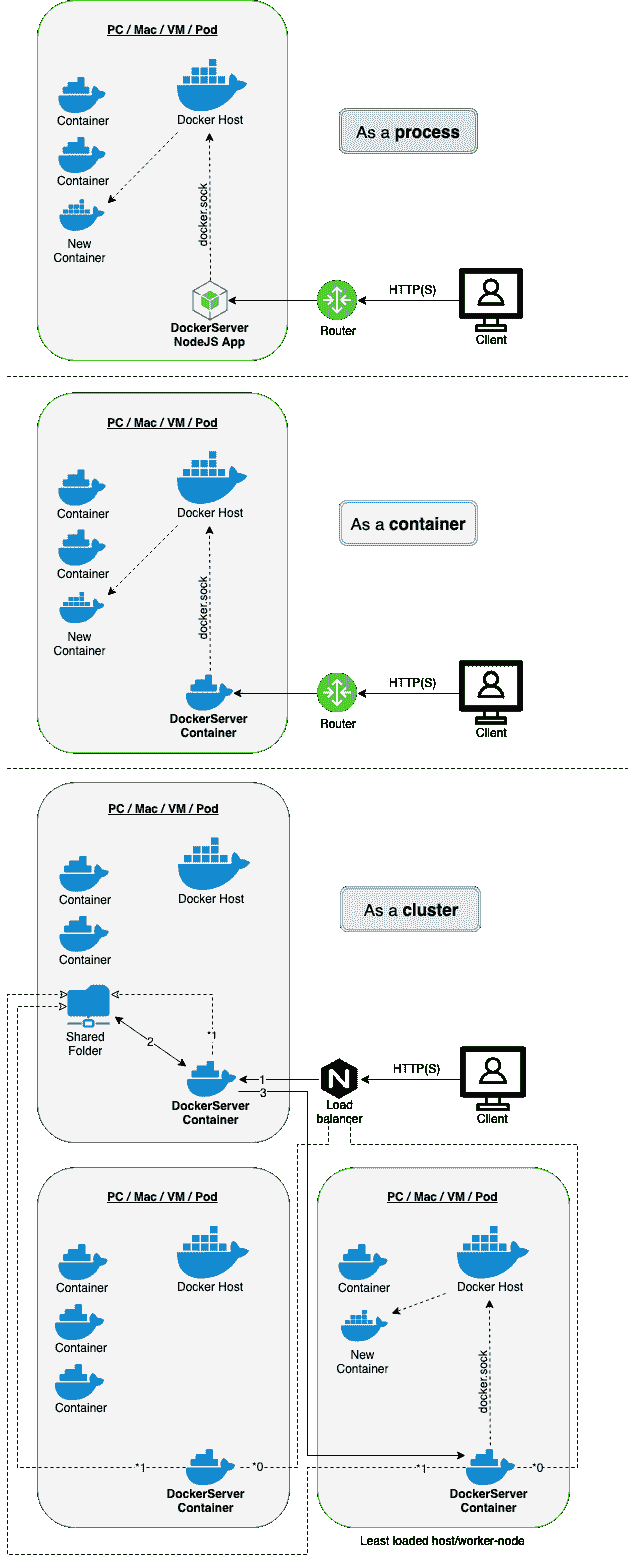 PC / Mac / VM / Pod
Container
Docker Host
As a process
Container
New
Container
docker.sock
HTTP(S)
DockerServer
NodeJS App
Router
Client
PC / Mac / VM / Pod
Container
Docker Host
As a container
Container
New
Container
docker.sock
HTTP(S)
DockerServer
Container
Router
Client
PC / Mac / VM / Pod
Container
Docker Host
As a cluster
Container
Shared
Folder
*1
2
HTTP(S)
1
3
DockerServer
Container
Load
balancer
Client
PC / Mac / VM / Pod
Container
Docker Host
Container
Container
*1
*0
DockerServer
Container
PC / Mac / VM / Pod
Container
Docker Host
New
Container
docker.sock
*1
*0
DockerServer
Container
Least loaded host/worker-node